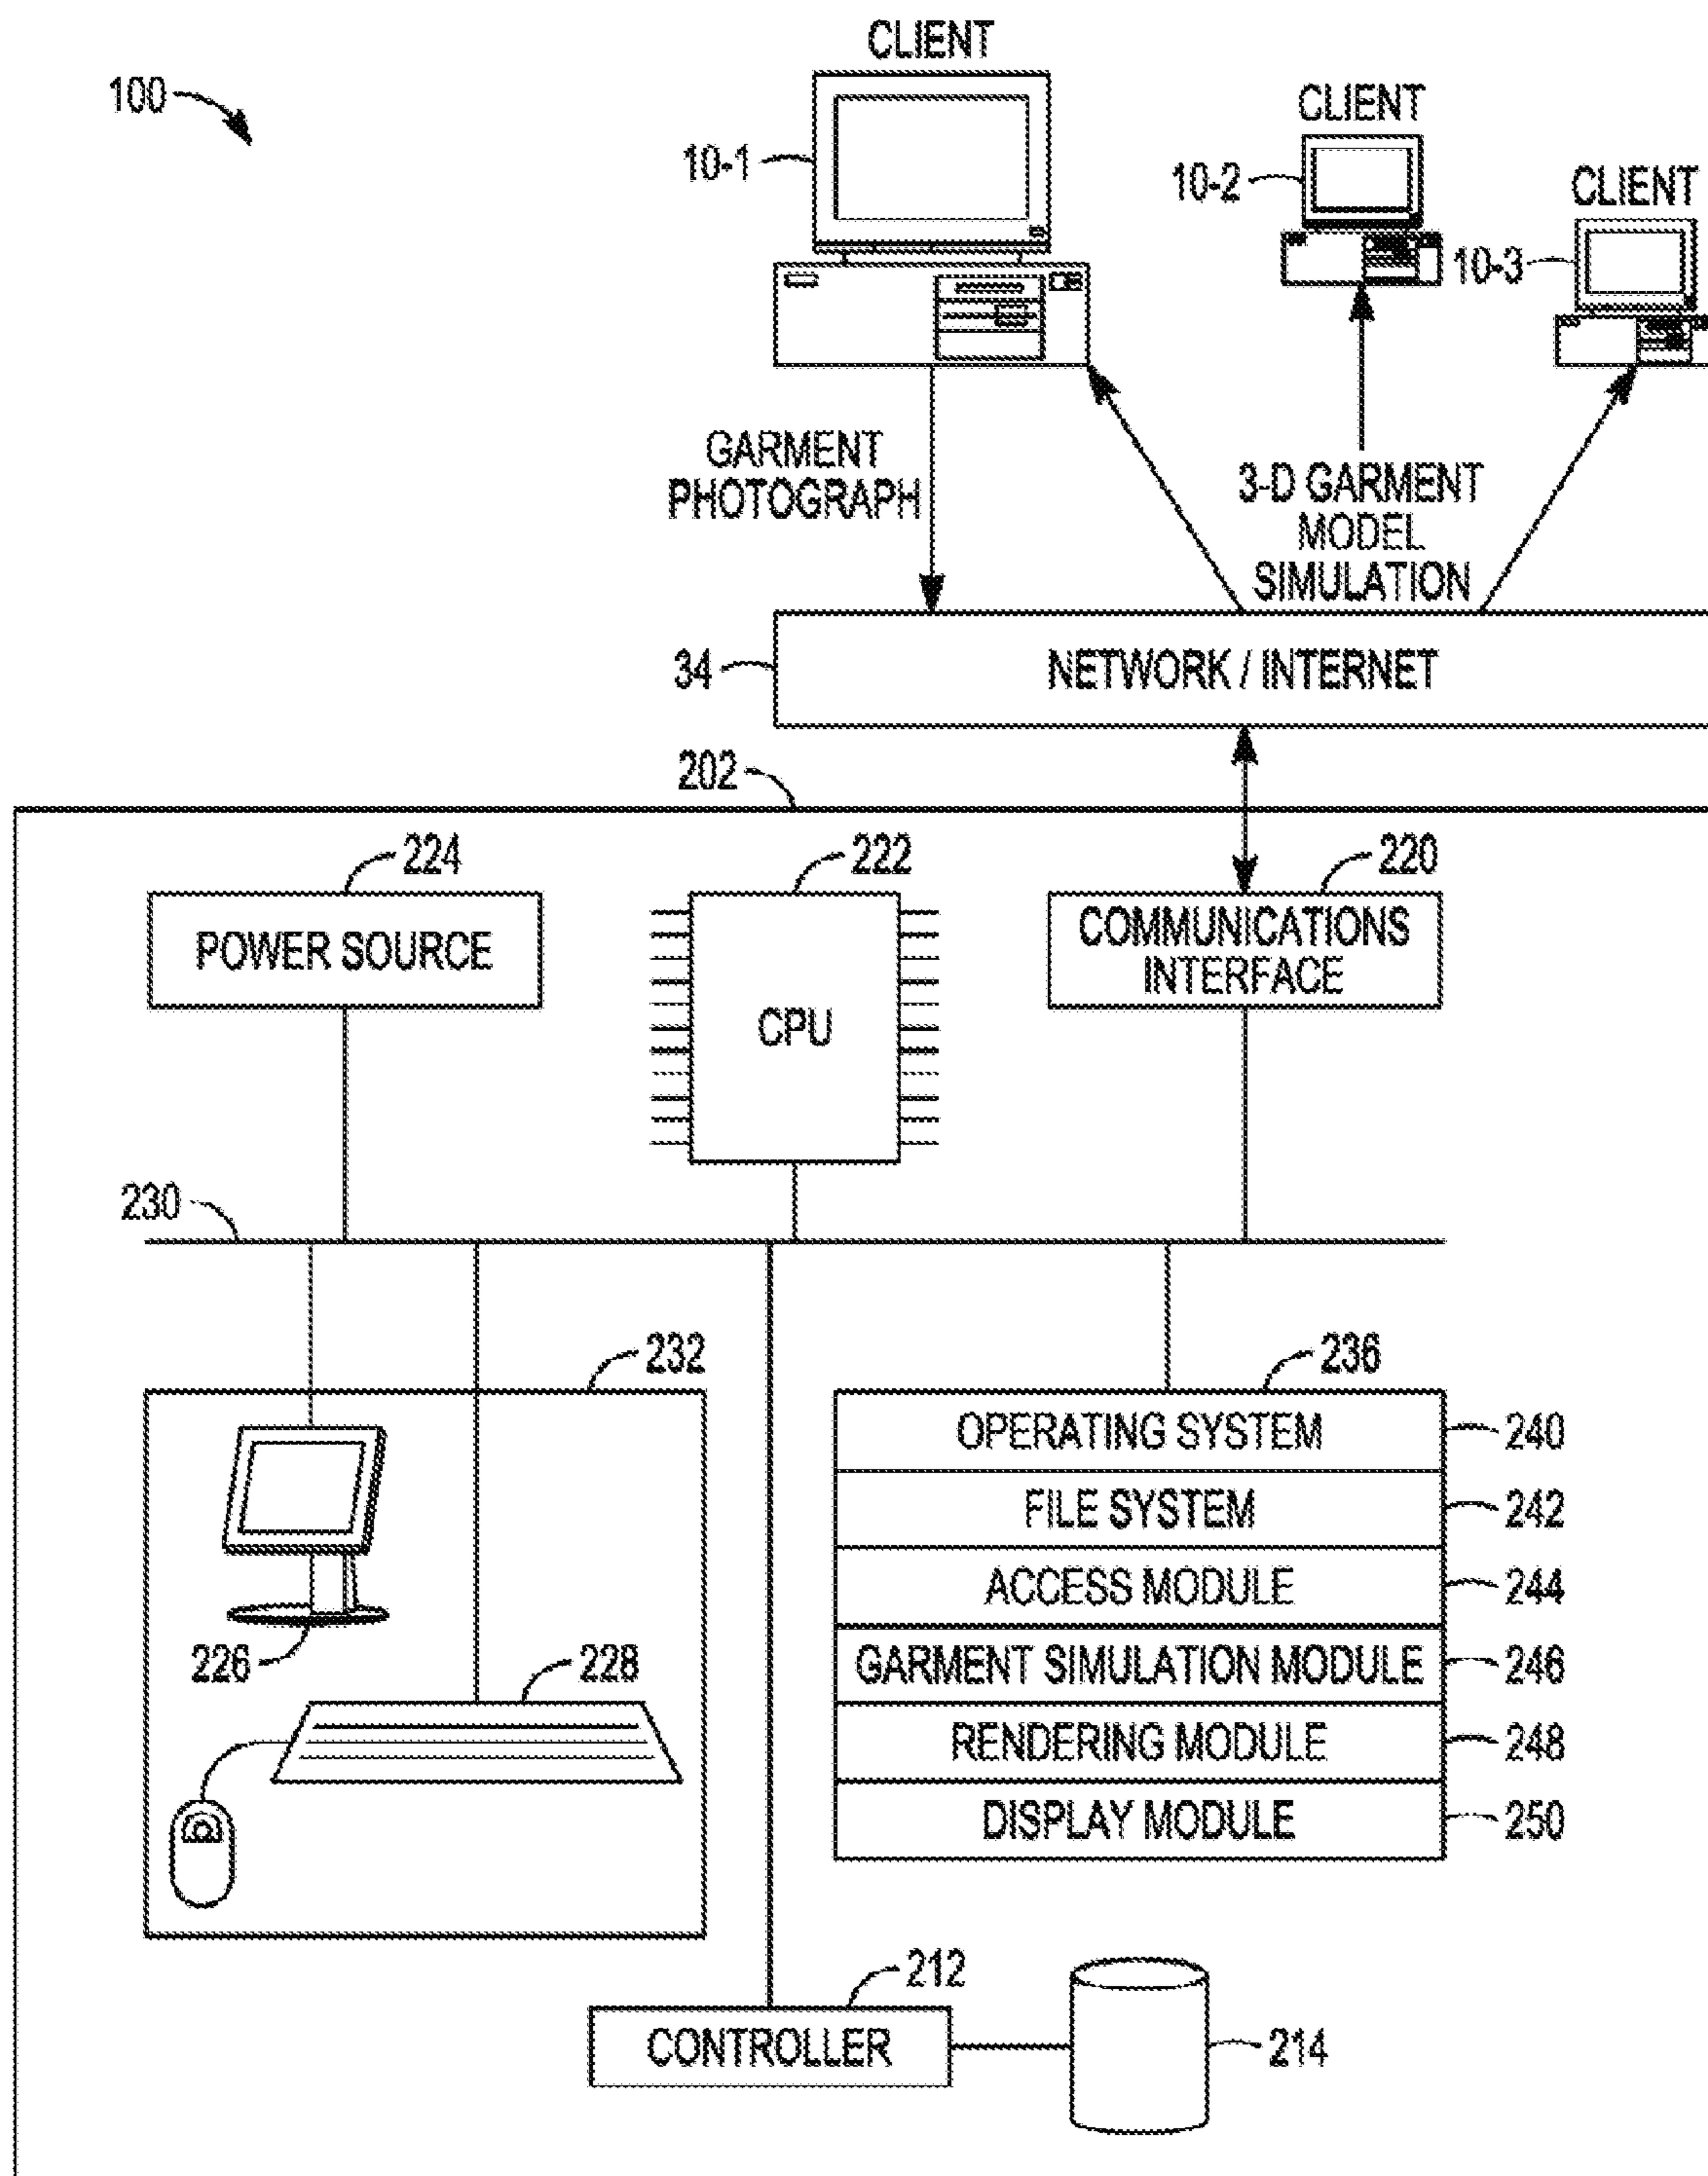 CLIENT
100
CLIENT
10-1
10-2
CLIENT
10-3
GARMENT
PHOTOGRAPH
3-D GARMENT
MODEL
SIMULATION
34
NETWORK / INTERNET
202
224
222
220
POWER SOURCE
CPU
COMMUNICATIONS
INTERFACE
230
232
236
OPERATING SYSTEM
240
FILE SYSTEM
242
ACCESS MODULE
244
226
228
GARMENT SIMULATION MODULE
246
RENDERING MODULE
248
DISPLAY MODULE
250
212
CONTROLLER
214